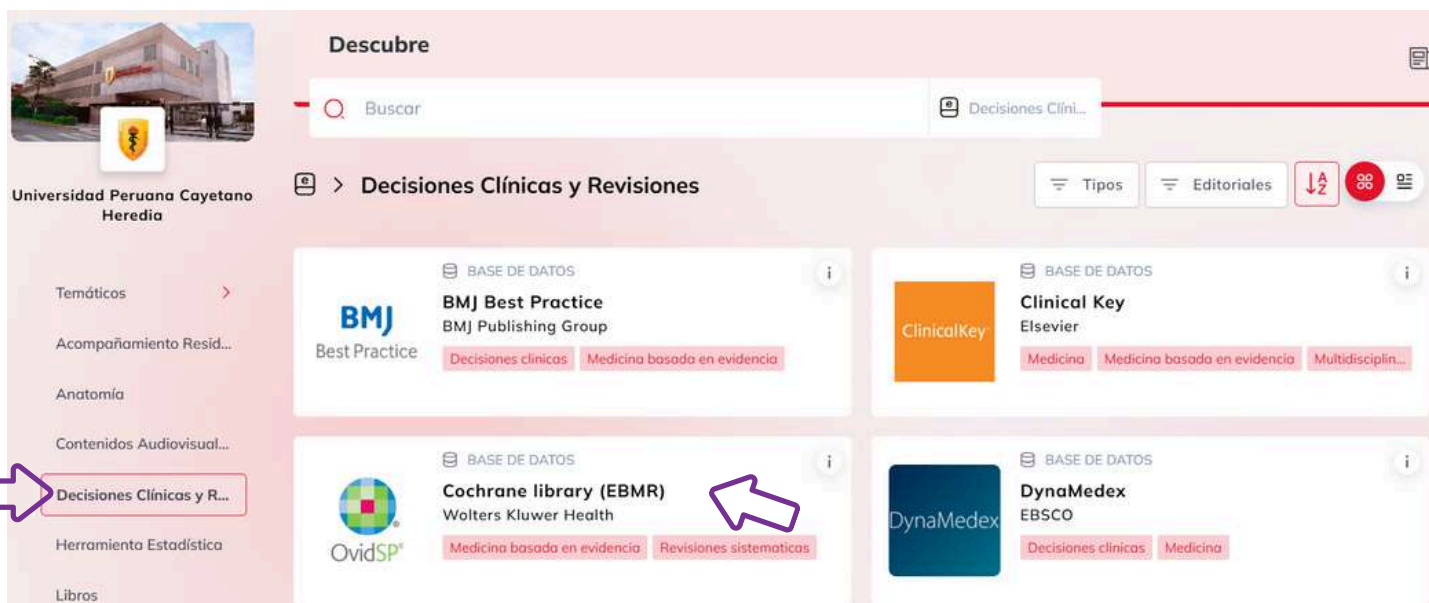 Universidad Peruana Cayetano
Heredia
Temáticos
Acompañamiento Resid...
Anatomía
Contenidos Audiovisual...
Decisiones Clínicas y R...
Herramienta Estadística
Libros
Descubre
Buscar
Decisiones Clíni...
> Decisiones Clínicas y Revisiones
Tipos
Editoriales
AZ
BMJ
Best Practice
BASE DE DATOS
BMJ Best Practice
BMJ Publishing Group
Decisiones clinicas Medicina basada en evidencia
i
ClinicalKey
BASE DE DATOS
Clinical Key
Elsevier
Medicina Medicina basada en evidencia Multidisciplin...
i
OvidSP®
BASE DE DATOS
Cochrane library (EBMR)
Wolters Kluwer Health
Medicina basada en evidencia Revisiones sistematicas
i
DynaMedex
BASE DE DATOS
DynaMedex
EBSCO
Decisiones clinicas Medicina
i